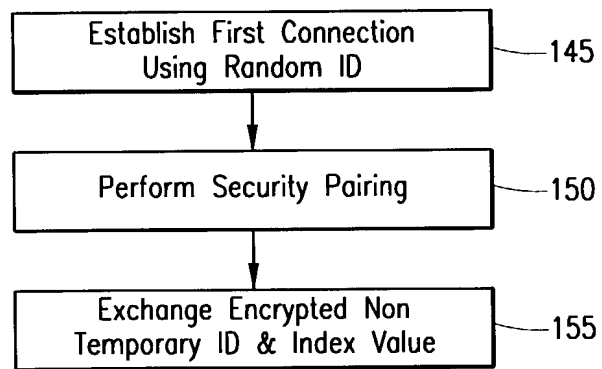 Establish First Connection
Using Random ID
145
Perform Security Pairing
150
Exchange Encrypted Non
Temporary ID & Index Value
155